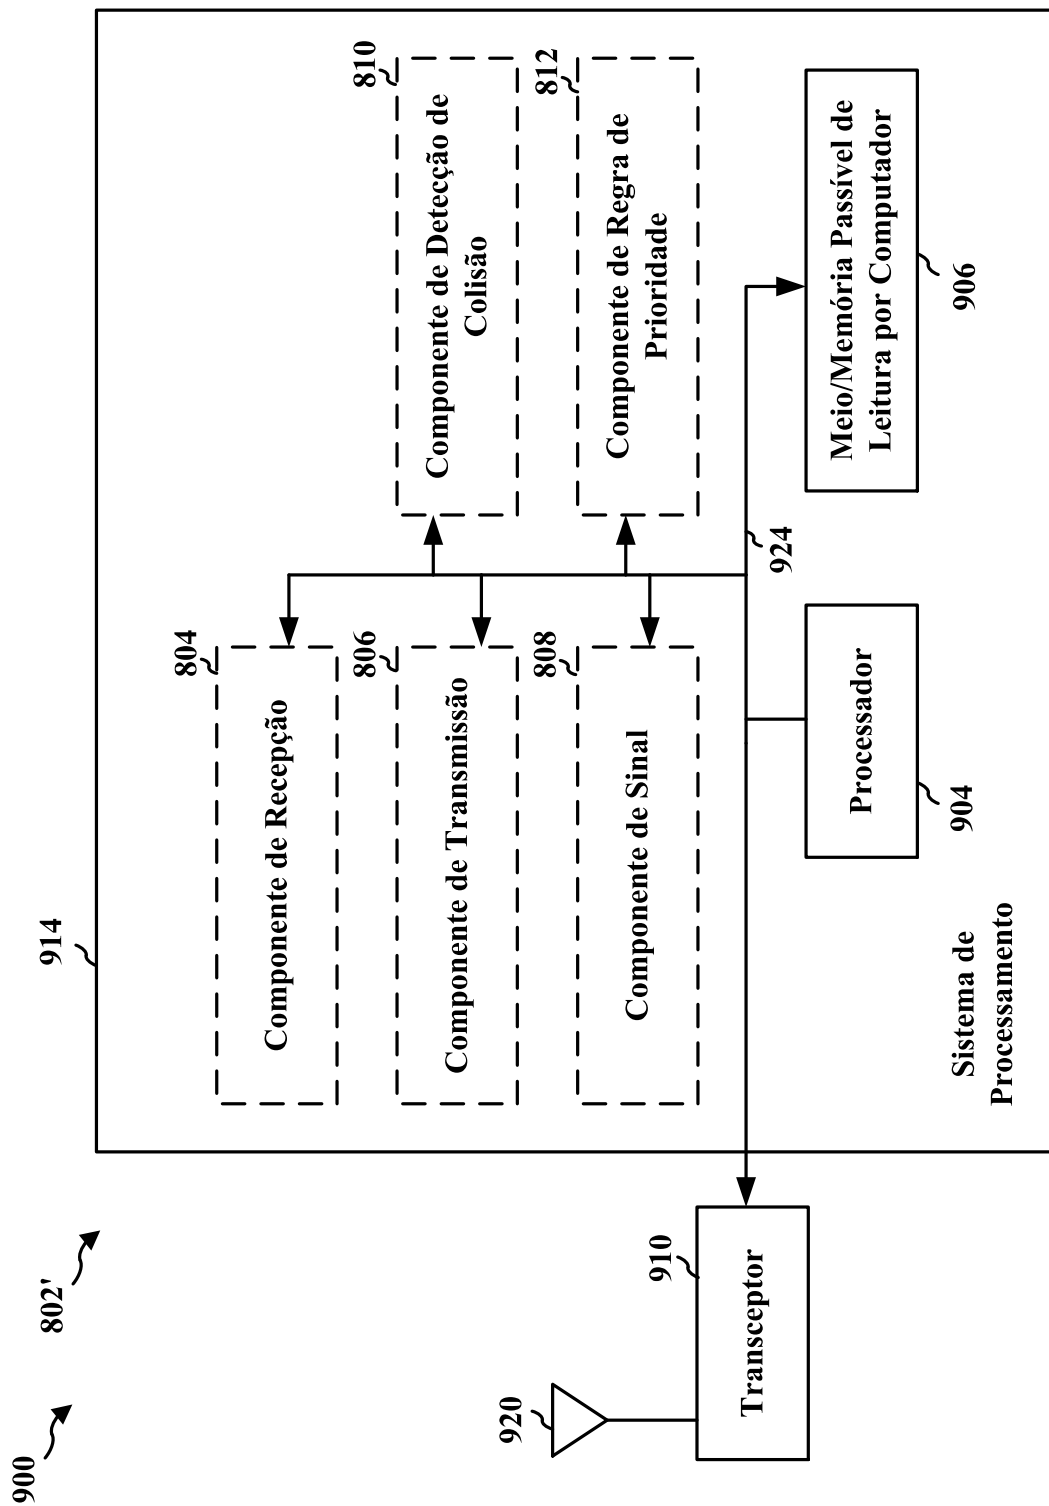 900
802'
914
804
Componente de Recepção
806
Componente de Transmissão
808
Componente de Sinal
810
Componente de Detecção de
Colisão
812
Componente de Regra de
Prioridade
920
910
Transceptor
924
Processador
904
Meio/Memória Passível de
Leitura por Computador
906
Sistema de
Processamento